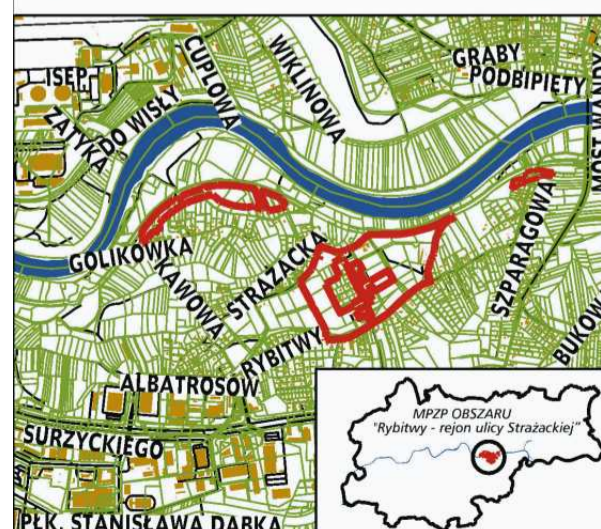 ISEP.
ZATYKA
DO WISŁY
CUPLOWA
WIKLINOWA
GRABY
PODBIPIĘTY
MOST WANDY
GOLIKÓWKA
KAWOWA
STRAŻACKA
RYBITWY
SZPARAGOWA
BUKOW
ALBATROSÓW
SURZYCKIEGO
PŁK. STANISŁAWA DĄBKA
MPZP OBSZARU
"Rybitwy - rejon ulicy Strażackiej"